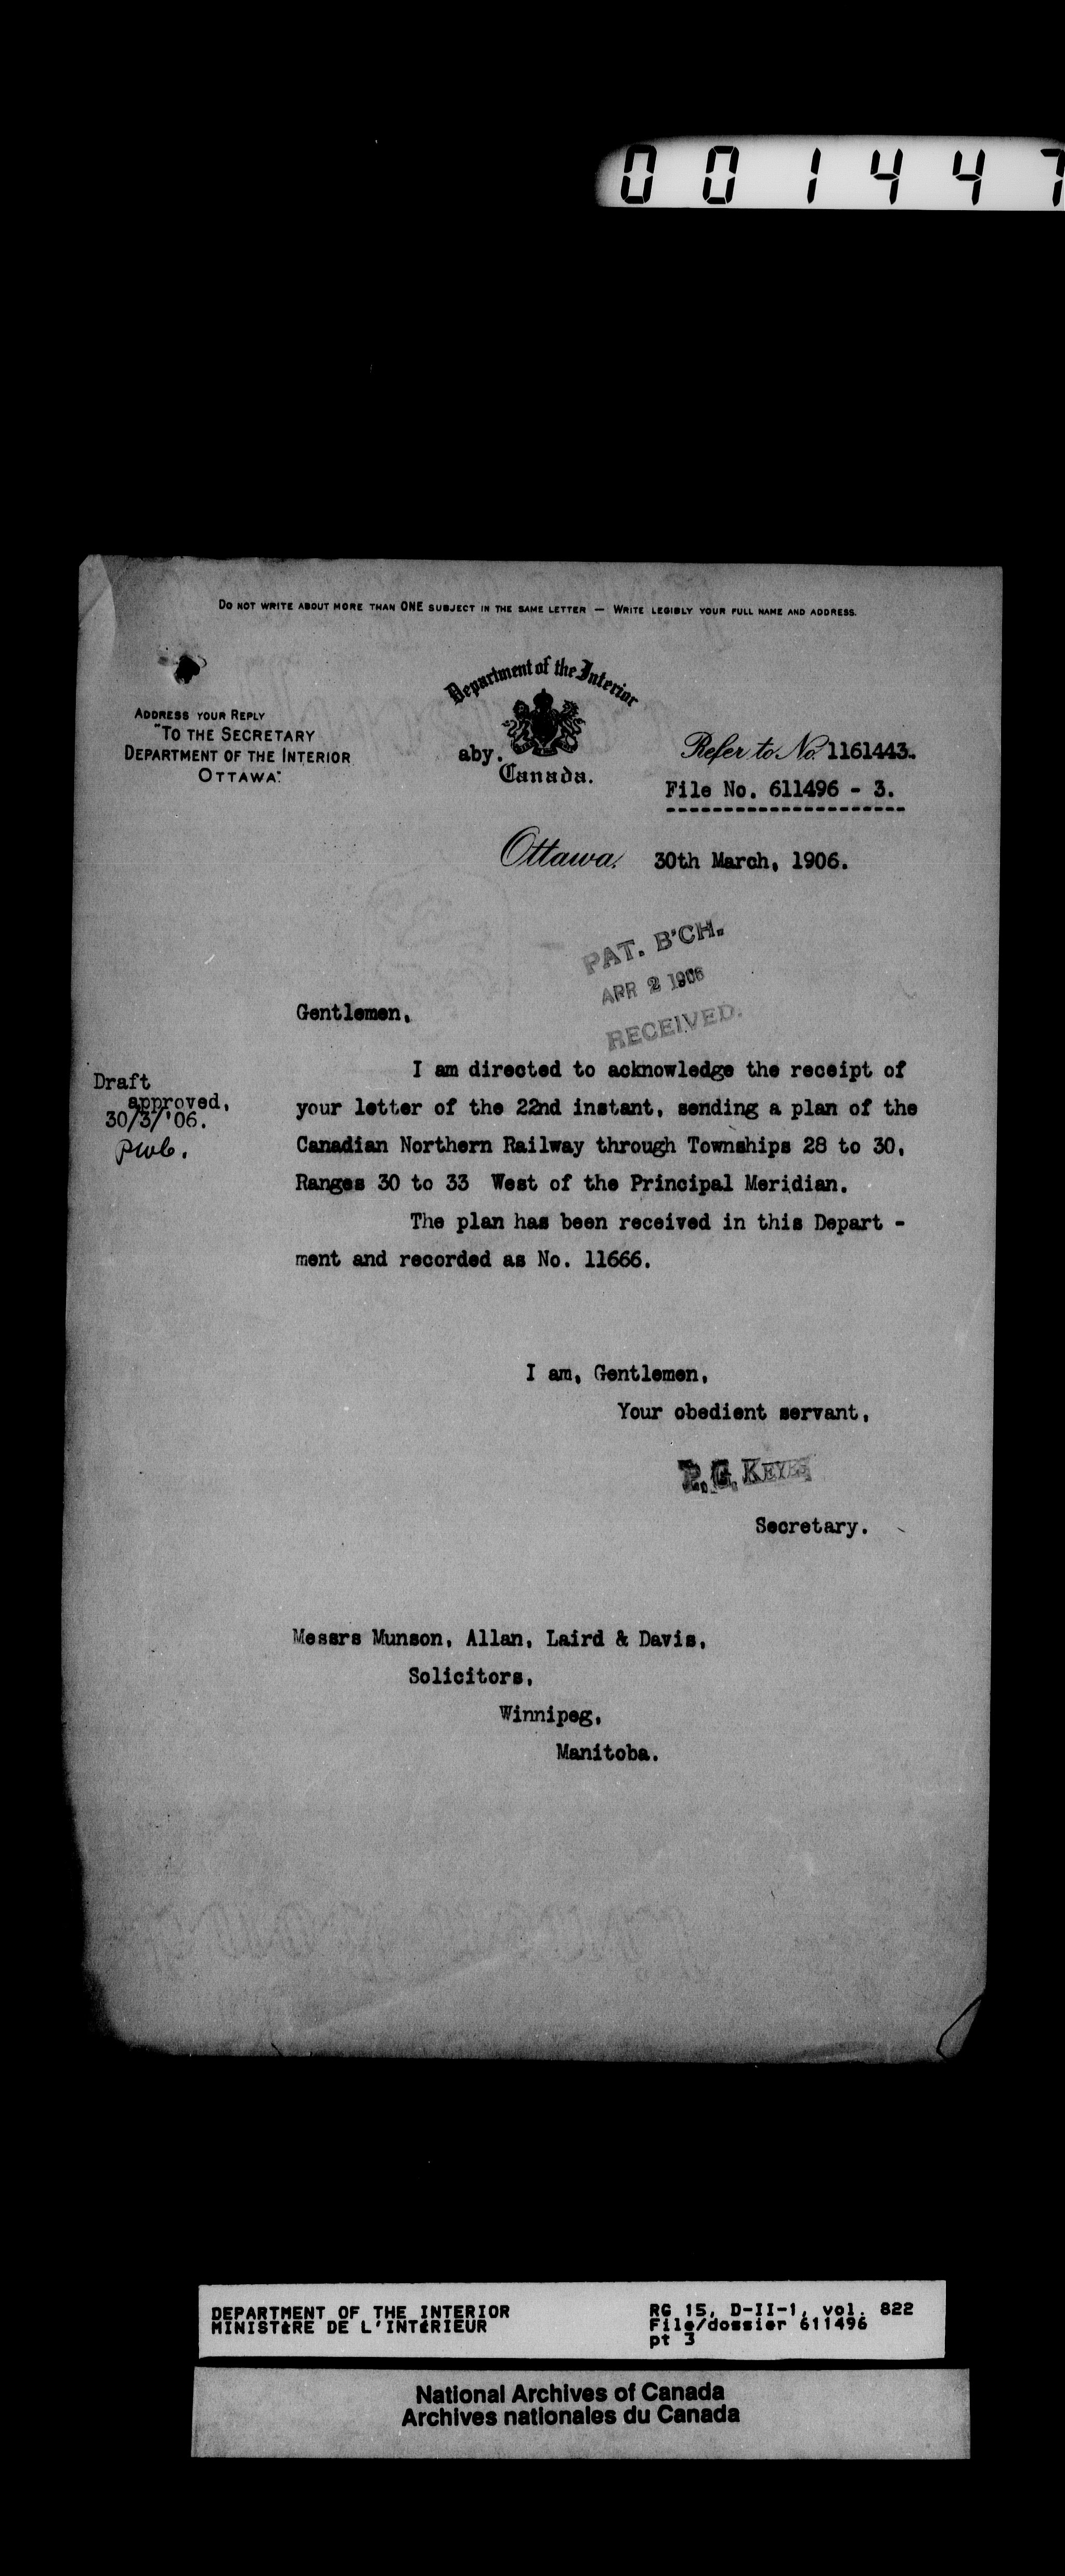 001447
DO NOT WRITE ABOUT MORE THAN ONE SUBJECT IN THE SAME LETTER — WRITE LEGIBLY YOUR FULL NAME AND ADDRESS.
Department of the Interior
ADDRESS YOUR REPLY
"TO THE SECRETARY
DEPARTMENT OF THE INTERIOR
OTTAWA."
aby.
Canada.
Refer to No. 1161443.
File No. 611496 - 3.
Ottawa, 30th March, 1906.
PAT. B'CH.
APR 2 1906
RECEIVED.
Gentlemen,
Draft
approved,
30/3/'06.
I am directed to acknowledge the receipt of
your letter of the 22nd instant, sending a plan of the
Canadian Northern Railway through Townships 28 to 30,
Ranges 30 to 33 West of the Principal Meridian.
The plan has been received in this Depart -
ment and recorded as No. 11666.
I am, Gentlemen,
Your obedient servant,
P.G. KEYES
Secretary.
Messrs Munson, Allan, Laird & Davis,
Solicitors,
Winnipeg,
Manitoba.
DEPARTMENT OF THE INTERIOR
MINISTÈRE DE L'INTÉRIEUR
RG 15, D-II-1, vol. 822
File/dossier 611496
pt 3
National Archives of Canada
Archives nationales du Canada